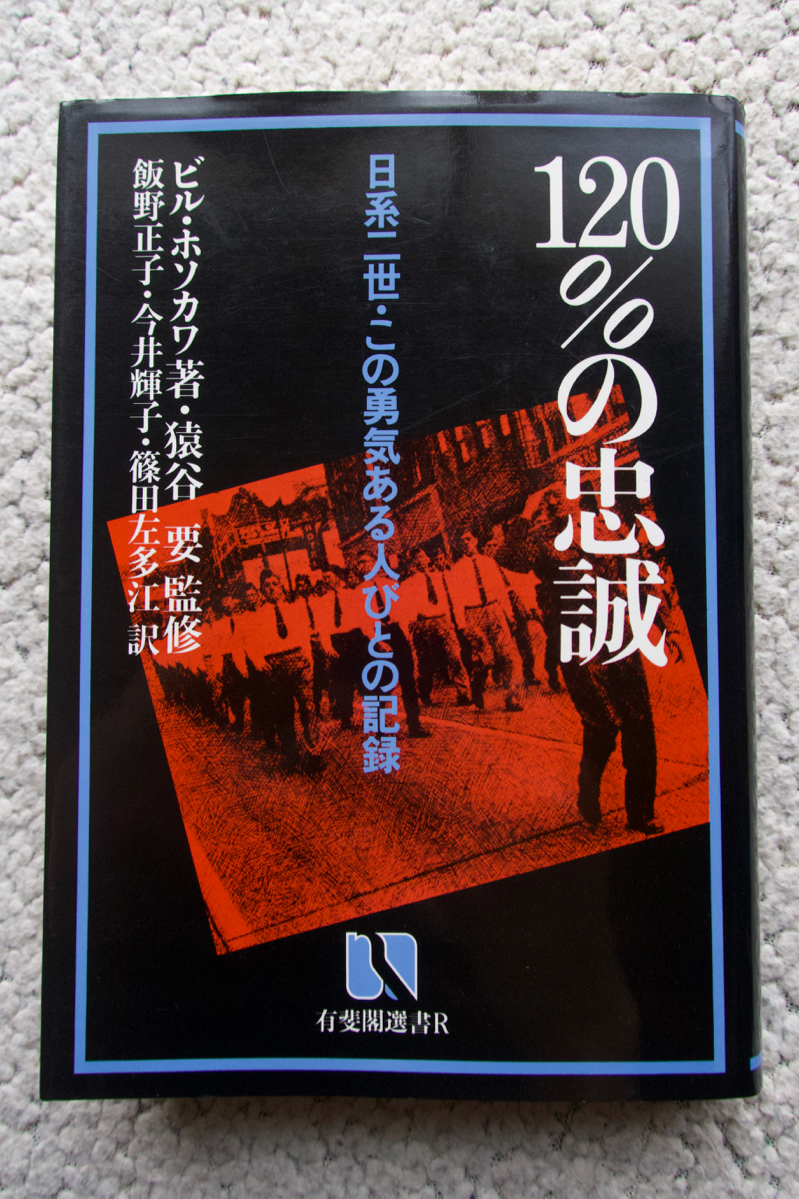 120%の忠誠
日系二世・この勇気ある人びとの記録
ビル・ホソカワ著・猿谷 要 監修
飯野正子・今井輝子・篠田左多江 訳
有斐閣選書R